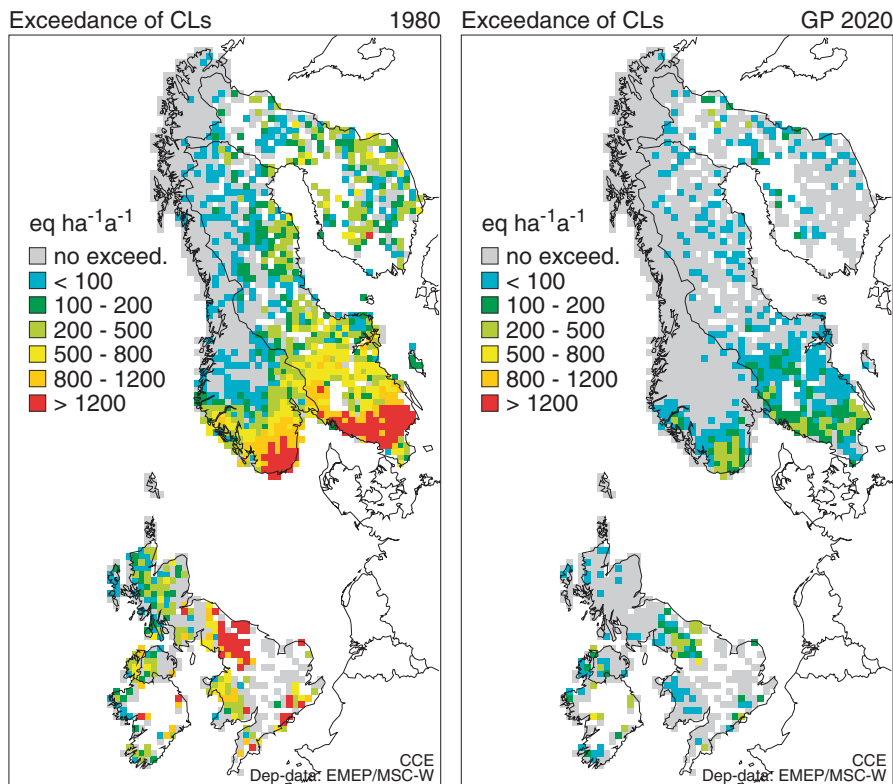 Exceedance of CLs 1980
eq ha⁻¹a⁻¹
no exceed.
< 100
100 - 200
200 - 500
500 - 800
800 - 1200
> 1200
CCE
Dep-date: EMEP/MSC-W
Exceedance of CLs GP 2020
eq ha⁻¹a⁻¹
no exceed.
< 100
100 - 200
200 - 500
500 - 800
800 - 1200
> 1200
CCE
Dep-date: EMEP/MSC-W